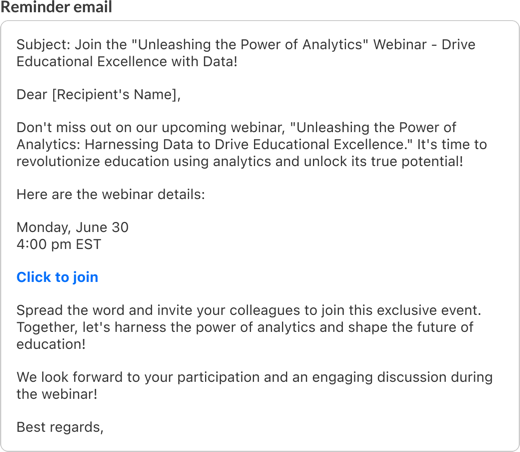 Reminder email
Subject: Join the "Unleashing the Power of Analytics" Webinar - Drive
Educational Excellence with Data!
Dear [Recipient's Name],
Don't miss out on our upcoming webinar, "Unleashing the Power of
Analytics: Harnessing Data to Drive Educational Excellence." It's time to
revolutionize education using analytics and unlock its true potential!
Here are the webinar details:
Monday, June 30
4:00 pm EST
Click to join
Spread the word and invite your colleagues to join this exclusive event.
Together, let's harness the power of analytics and shape the future of
education!
We look forward to your participation and an engaging discussion during
the webinar!
Best regards,